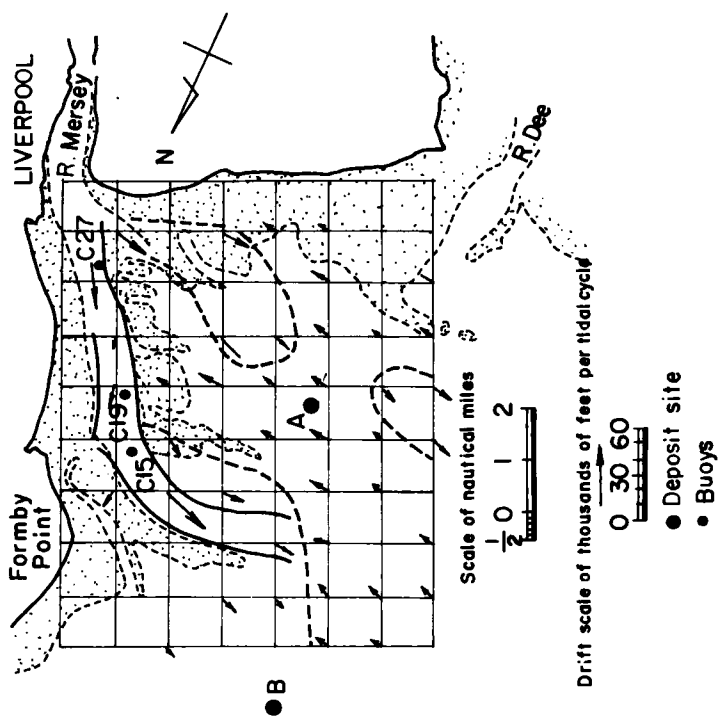 LIVERPOOL
R. Mersey
Formby
Point
N
C27
C19
C15
A
B
R. Dee
Scale of nautical miles
1/2 0 1 2
Drift scale of thousands of feet per tidal cycle
0 30 60
Deposit site
Buoys